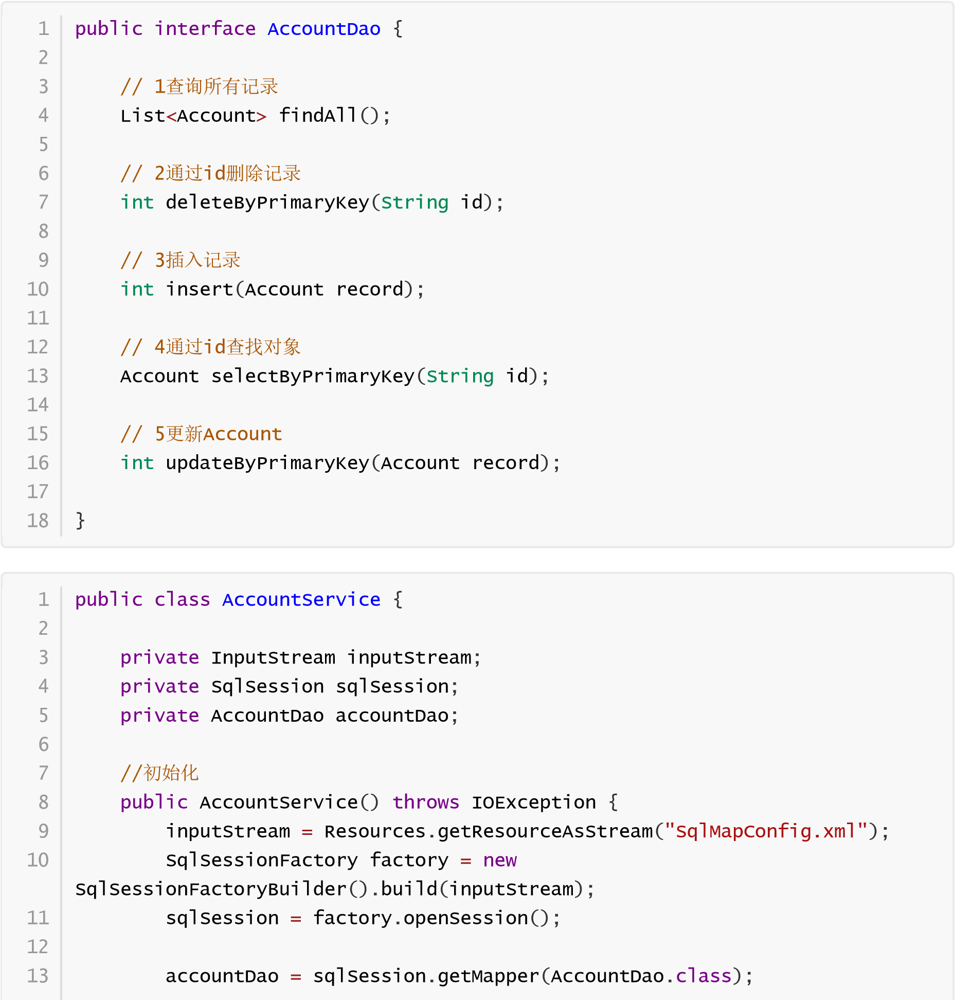 1 public interface AccountDao {
2
3     // 1查询所有记录
4     List<Account> findAll();
5
6     // 2通过id删除记录
7     int deleteByPrimaryKey(String id);
8
9     // 3插入记录
10     int insert(Account record);
11
12     // 4通过id查找对象
13     Account selectByPrimaryKey(String id);
14
15     // 5更新Account
16     int updateByPrimaryKey(Account record);
17
18 }
1 public class AccountService {
2
3     private InputStream inputStream;
4     private SqlSession sqlSession;
5     private AccountDao accountDao;
6
7     //初始化
8     public AccountService() throws IOException {
9         inputStream = Resources.getResourceAsStream("SqlMapConfig.xml");
10         SqlSessionFactory factory = new
SqlSessionFactoryBuilder().build(inputStream);
11         sqlSession = factory.openSession();
12
13         accountDao = sqlSession.getMapper(AccountDao.class);